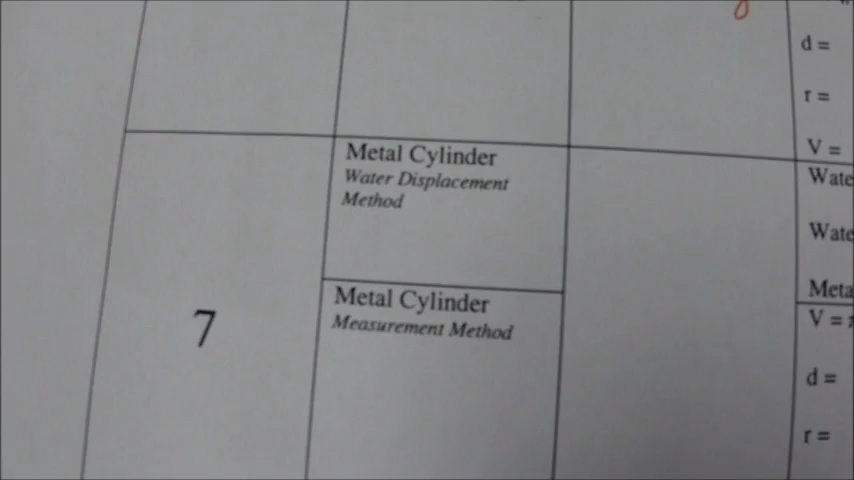 d =
r =
V =
Metal Cylinder
Water Displacement
Method
7
Metal Cylinder
Measurement Method
V =
d =
r =